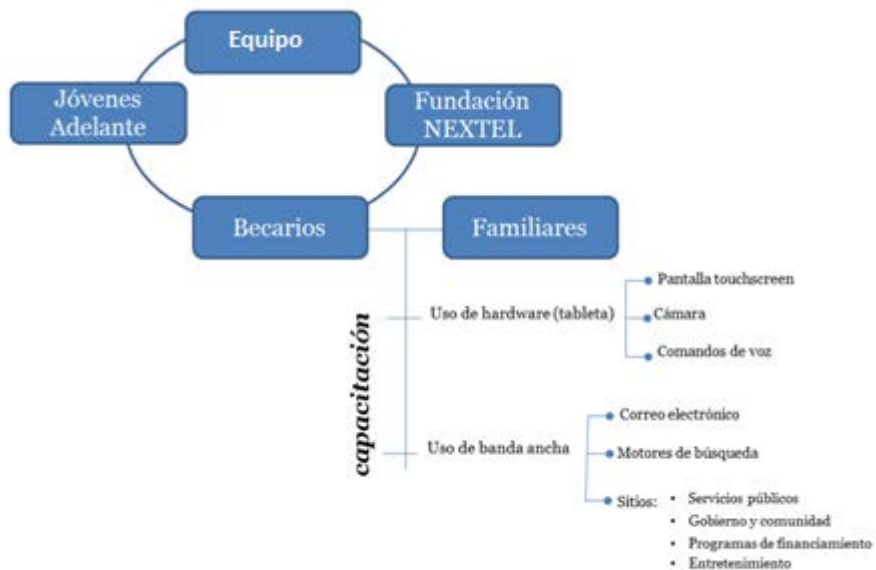 Equipo
Jóvenes
Adelante
Fundación
NEXTEL
Becarios
Familiares
capacitación
Uso de hardware (tableta)
Pantalla touchscreen
Cámara
Comandos de voz
Uso de banda ancha
Correo electrónico
Motores de búsqueda
Sitios:
• Servicios públicos
• Gobierno y comunidad
• Programas de financiamiento
• Entretenimiento